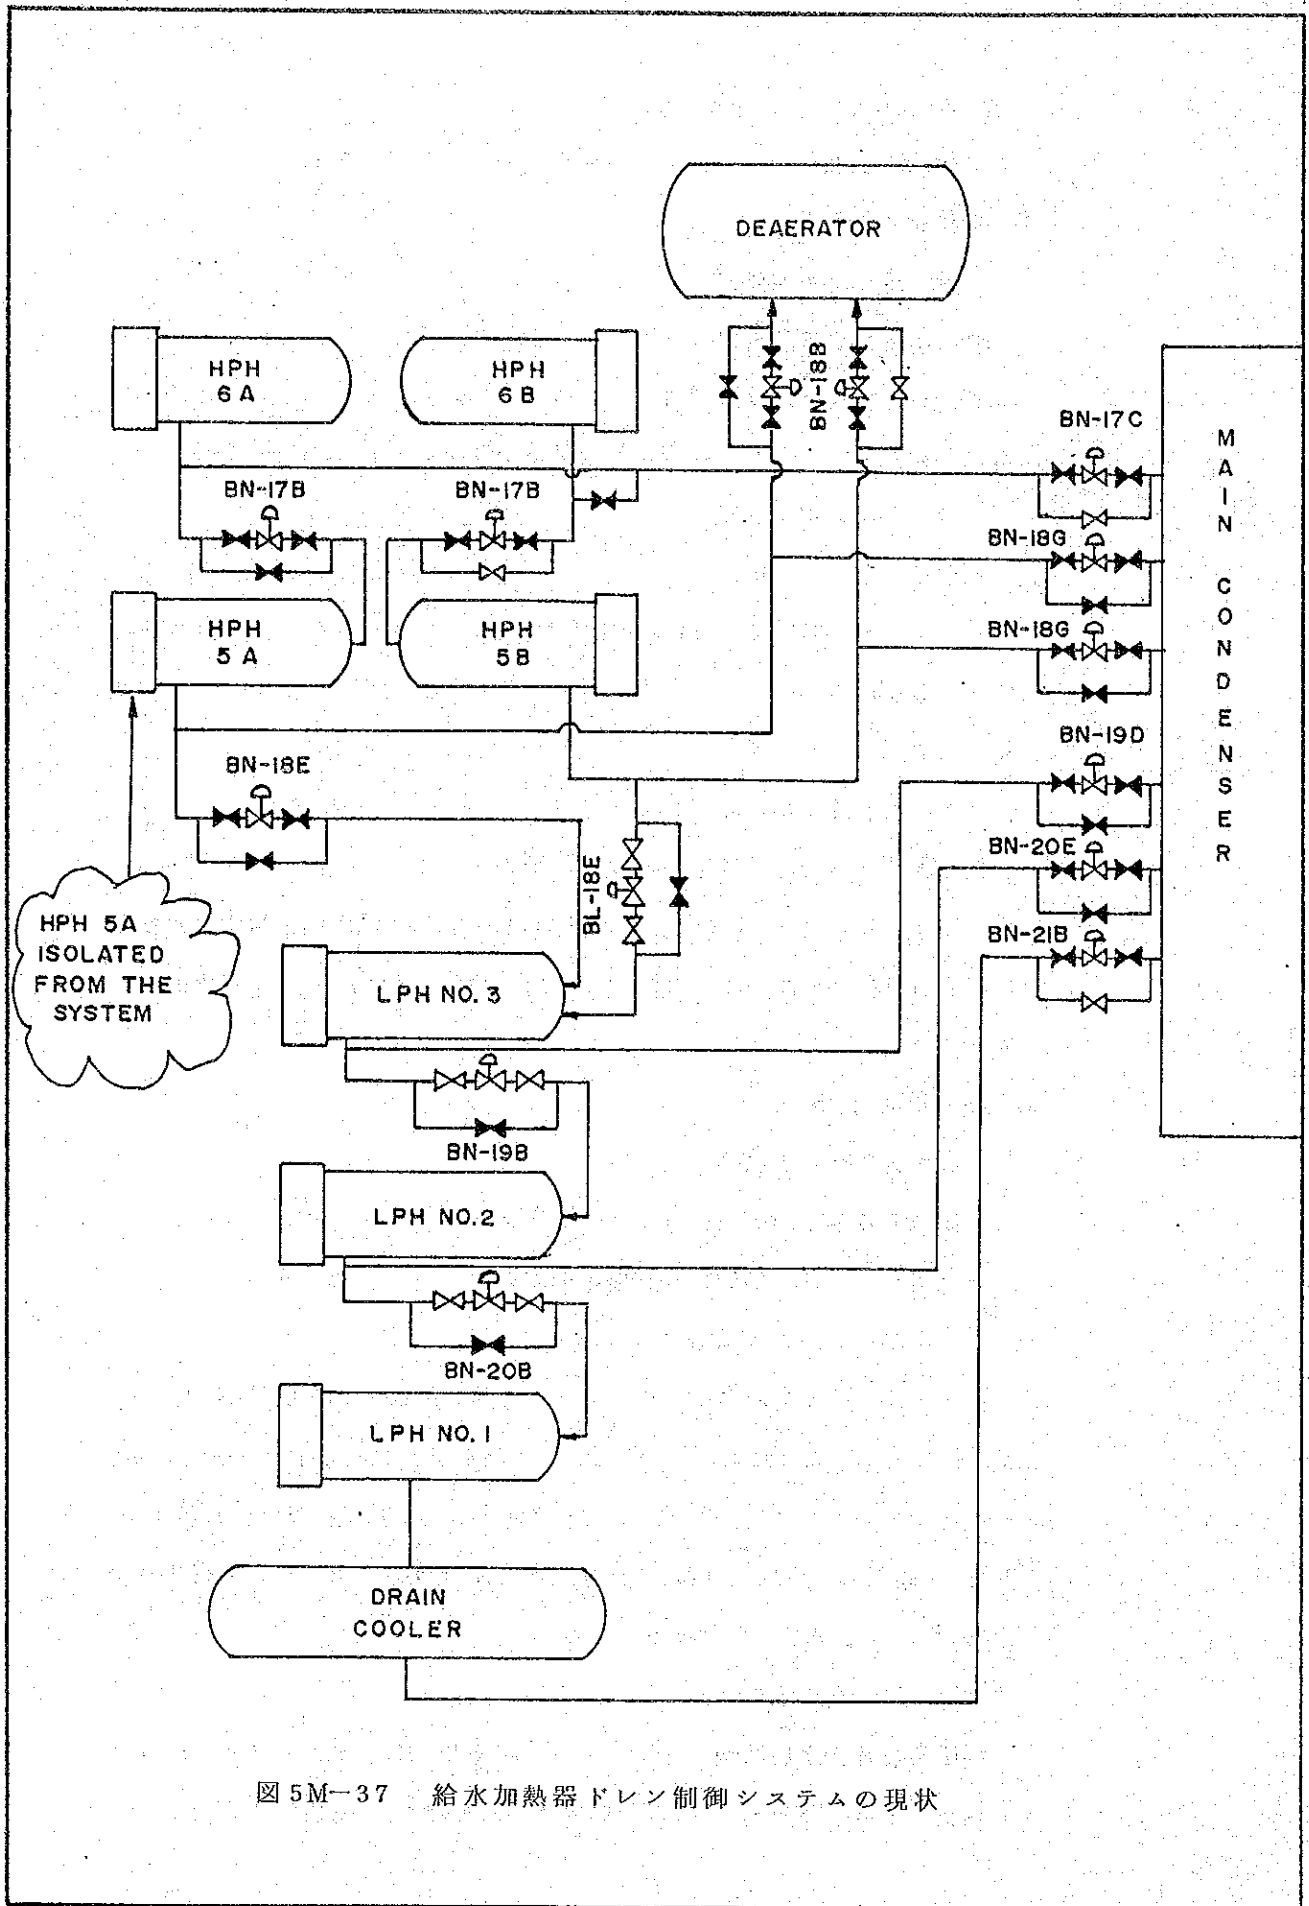 DEAERATOR
HPH
6A
HPH
6B
BN-18B
BN-17C
MAIN CONDENSER
BN-17B
BN-17B
BN-18G
HPH
5A
HPH
5B
BN-18G
BN-19D
BN-18E
BN-20E
BL-18E
BN-21B
HPH 5A
ISOLATED
FROM THE
SYSTEM
LPH NO.3
BN-19B
LPH NO.2
BN-20B
LPH NO.1
DRAIN
COOLER
図5M-37 給水加熱器ドレン制御システムの現状